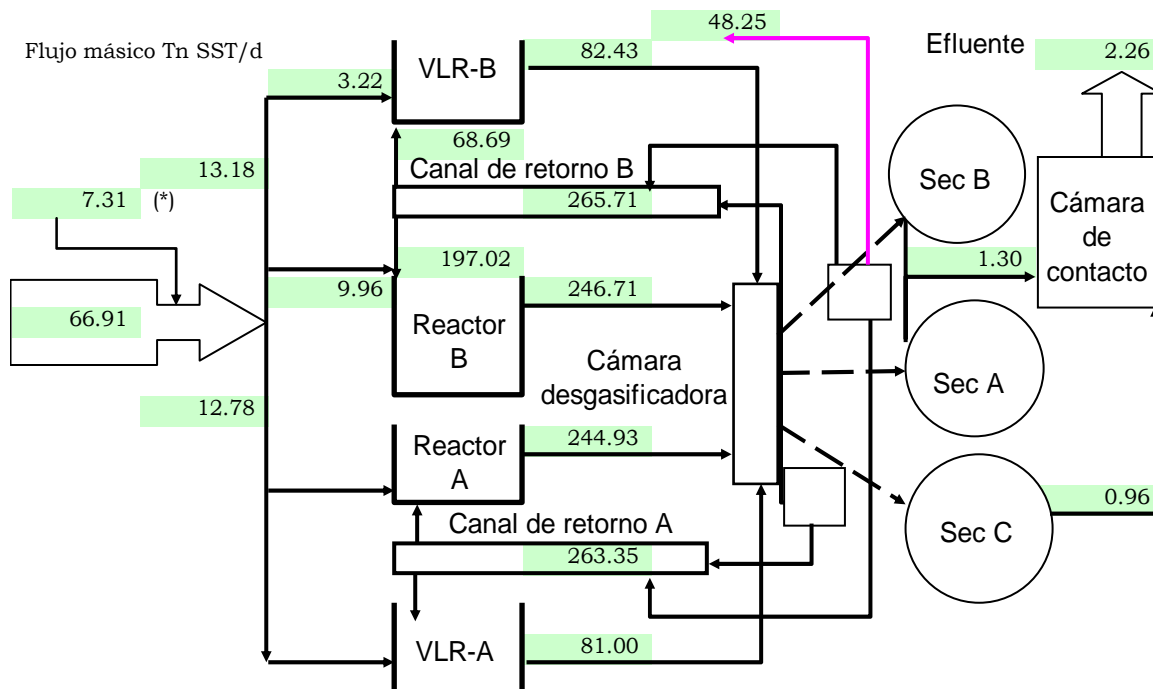 48.25
Flujo másico Tn SST/d
82.43
Efluente
2.26
VLR-B
3.22
68.69
13.18
Canal de retorno B
Sec B
7.31
(*)
265.71
Cámara
de
contacto
197.02
1.30
9.96
246.71
66.91
Reactor
B
Cámara
desgasificadora
Sec A
12.78
Reactor
A
244.93
0.96
Canal de retorno A
Sec C
263.35
81.00
VLR-A